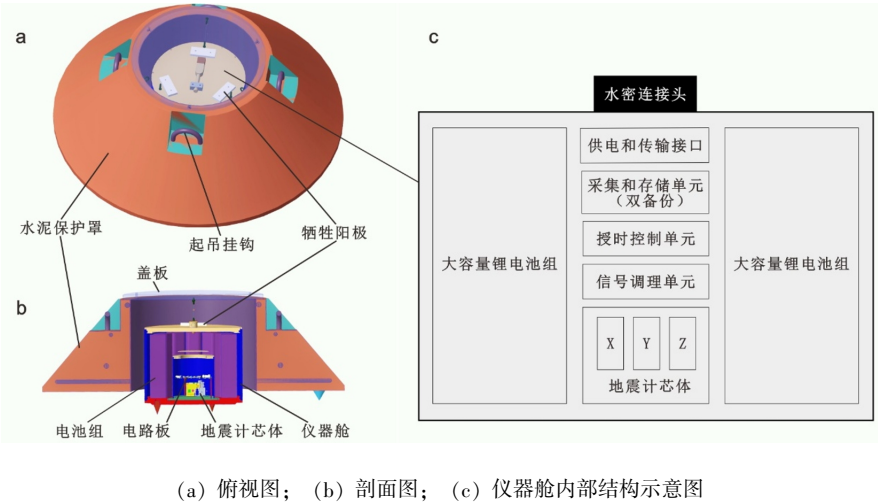 a
水泥保护罩
起吊挂钩
牺牲阳极
b
盖板
电池组
电路板
地震计芯体
仪器舱
c
水密连接头
大容量锂电池组
供电和传输接口
采集和存储单元
（双备份）
授时控制单元
信号调理单元
X
Y
Z
地震计芯体
大容量锂电池组
(a) 俯视图； (b) 剖面图； (c) 仪器舱内部结构示意图